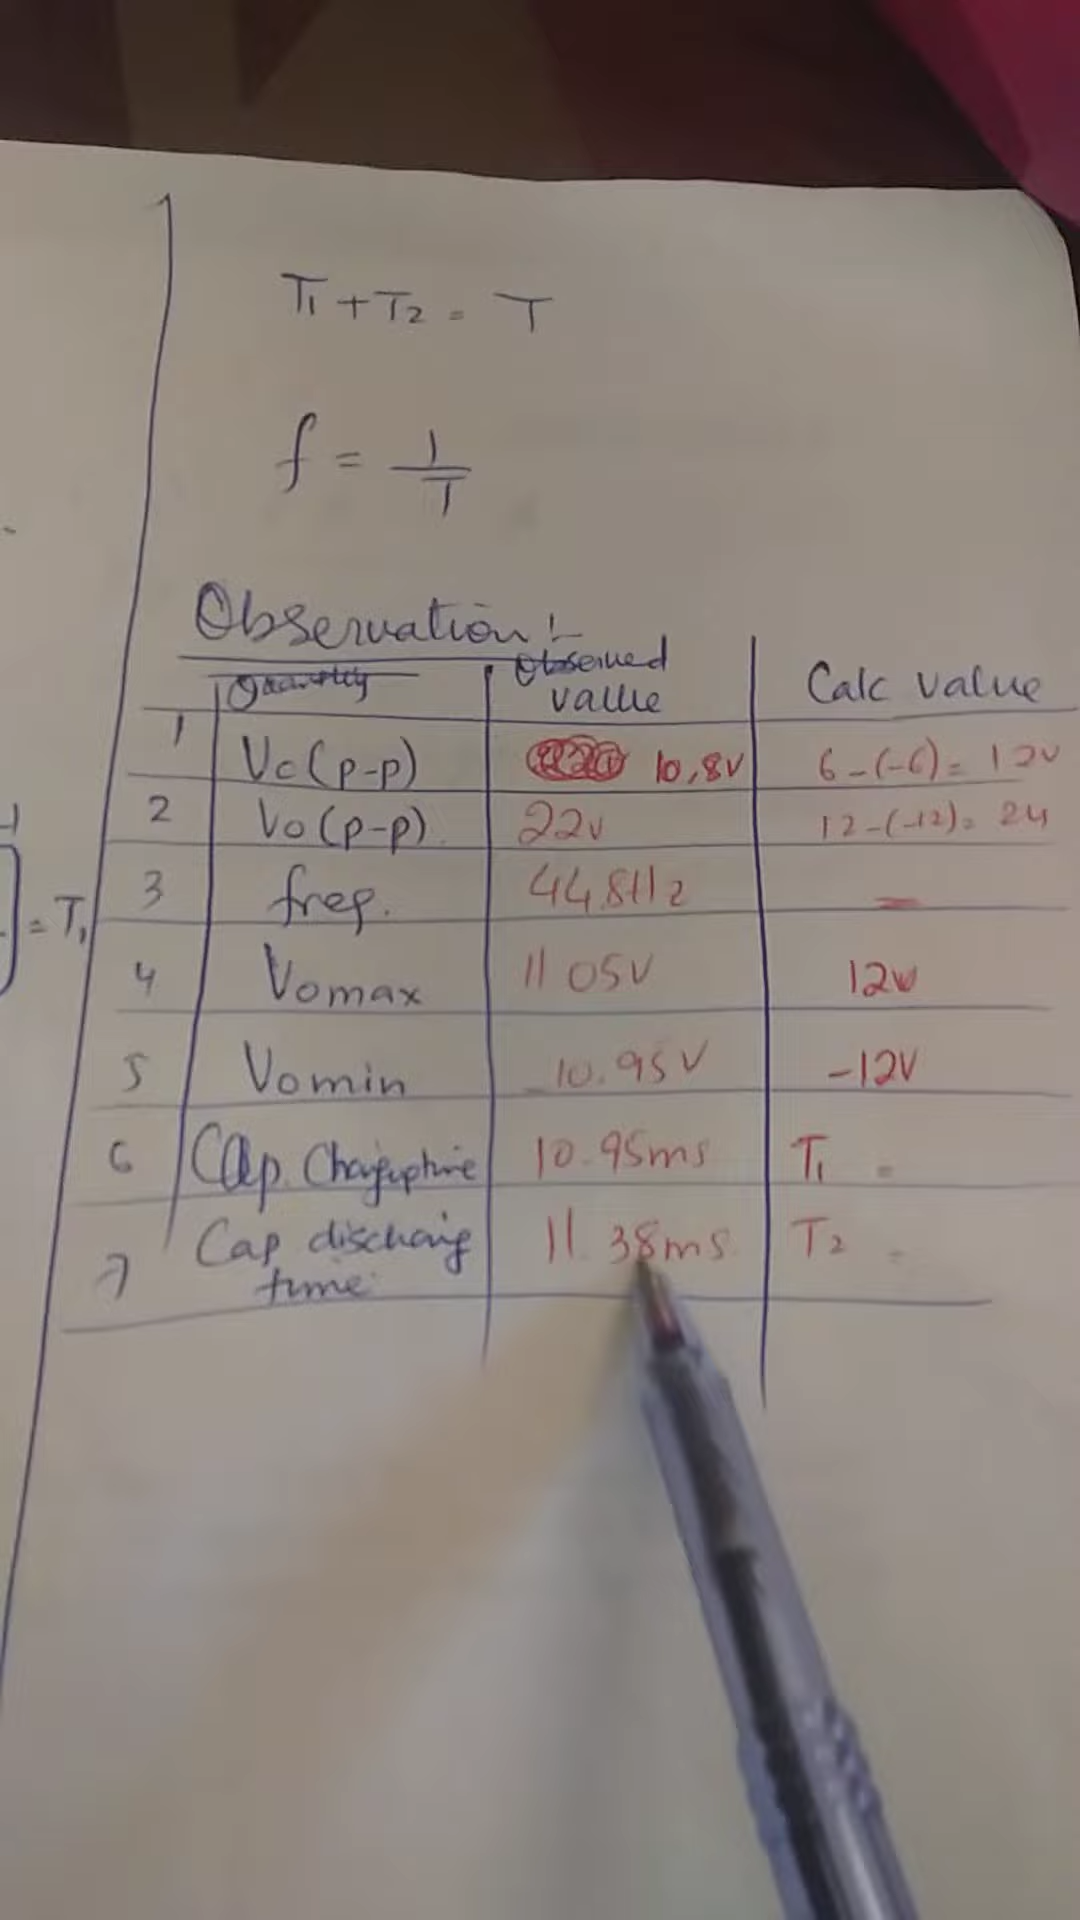 T1 + T2 = T
f = 1/T
Observation :-
Quantity Observed value Calc value
1 Vc (p-p) 10.8v 6-(-6) = 12v
2 Vo (p-p) 22v 12-(-12) = 24
3 freq. 44.8Hz —
4 Vomax 11.05V 12v
5 Vomin -10.95V -12V
6 Cap. Charging time 10.95ms T1 =
7 Cap discharg time 11.38ms T2 =
= T1